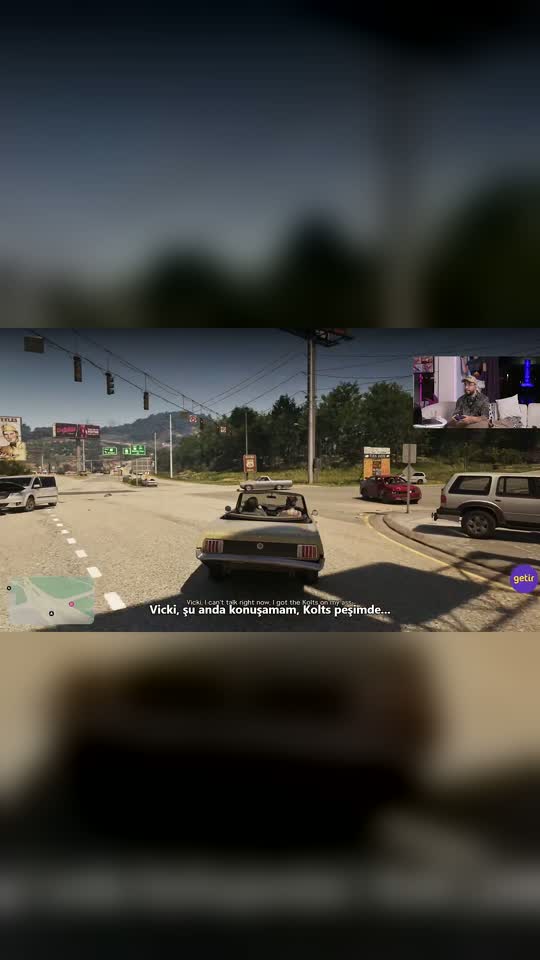 Vicki, I can't talk right now. I got the Kolts on my ass
Vicki, şu anda konuşamam, Kolts peşimde...
getir